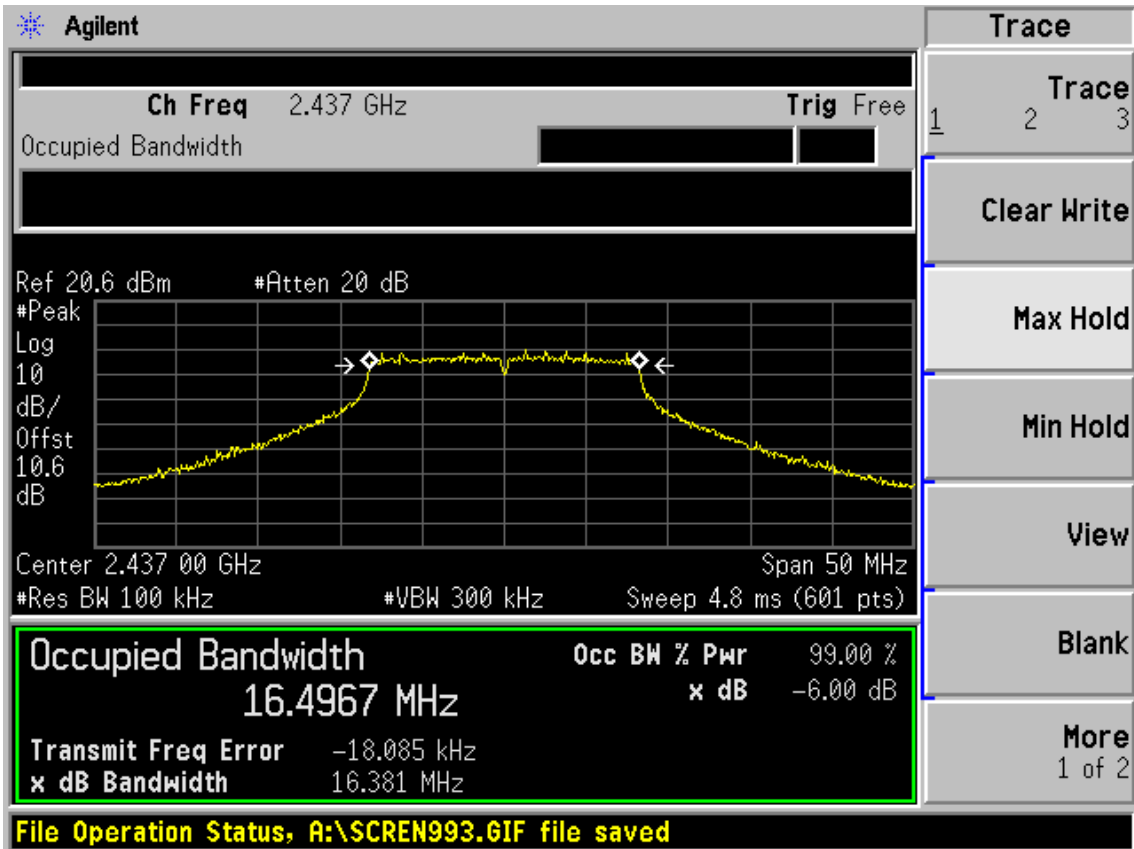 Agilent
Trace
Ch Freq 2.437 GHz Trig Free
Occupied Bandwidth
Ref 20.6 dBm #Atten 20 dB
#Peak
Log
10
dB/
Offst
10.6
dB
Center 2.437 00 GHz Span 50 MHz
#Res BW 100 kHz #VBW 300 kHz Sweep 4.8 ms (601 pts)
Occupied Bandwidth
16.4967 MHz
Occ BW % Pwr 99.00 %
x dB -6.00 dB
Transmit Freq Error -18.085 kHz
x dB Bandwidth 16.381 MHz
File Operation Status, A:\SCREN993.GIF file saved
Trace
1 2 3
Clear Write
Max Hold
Min Hold
View
Blank
More
1 of 2